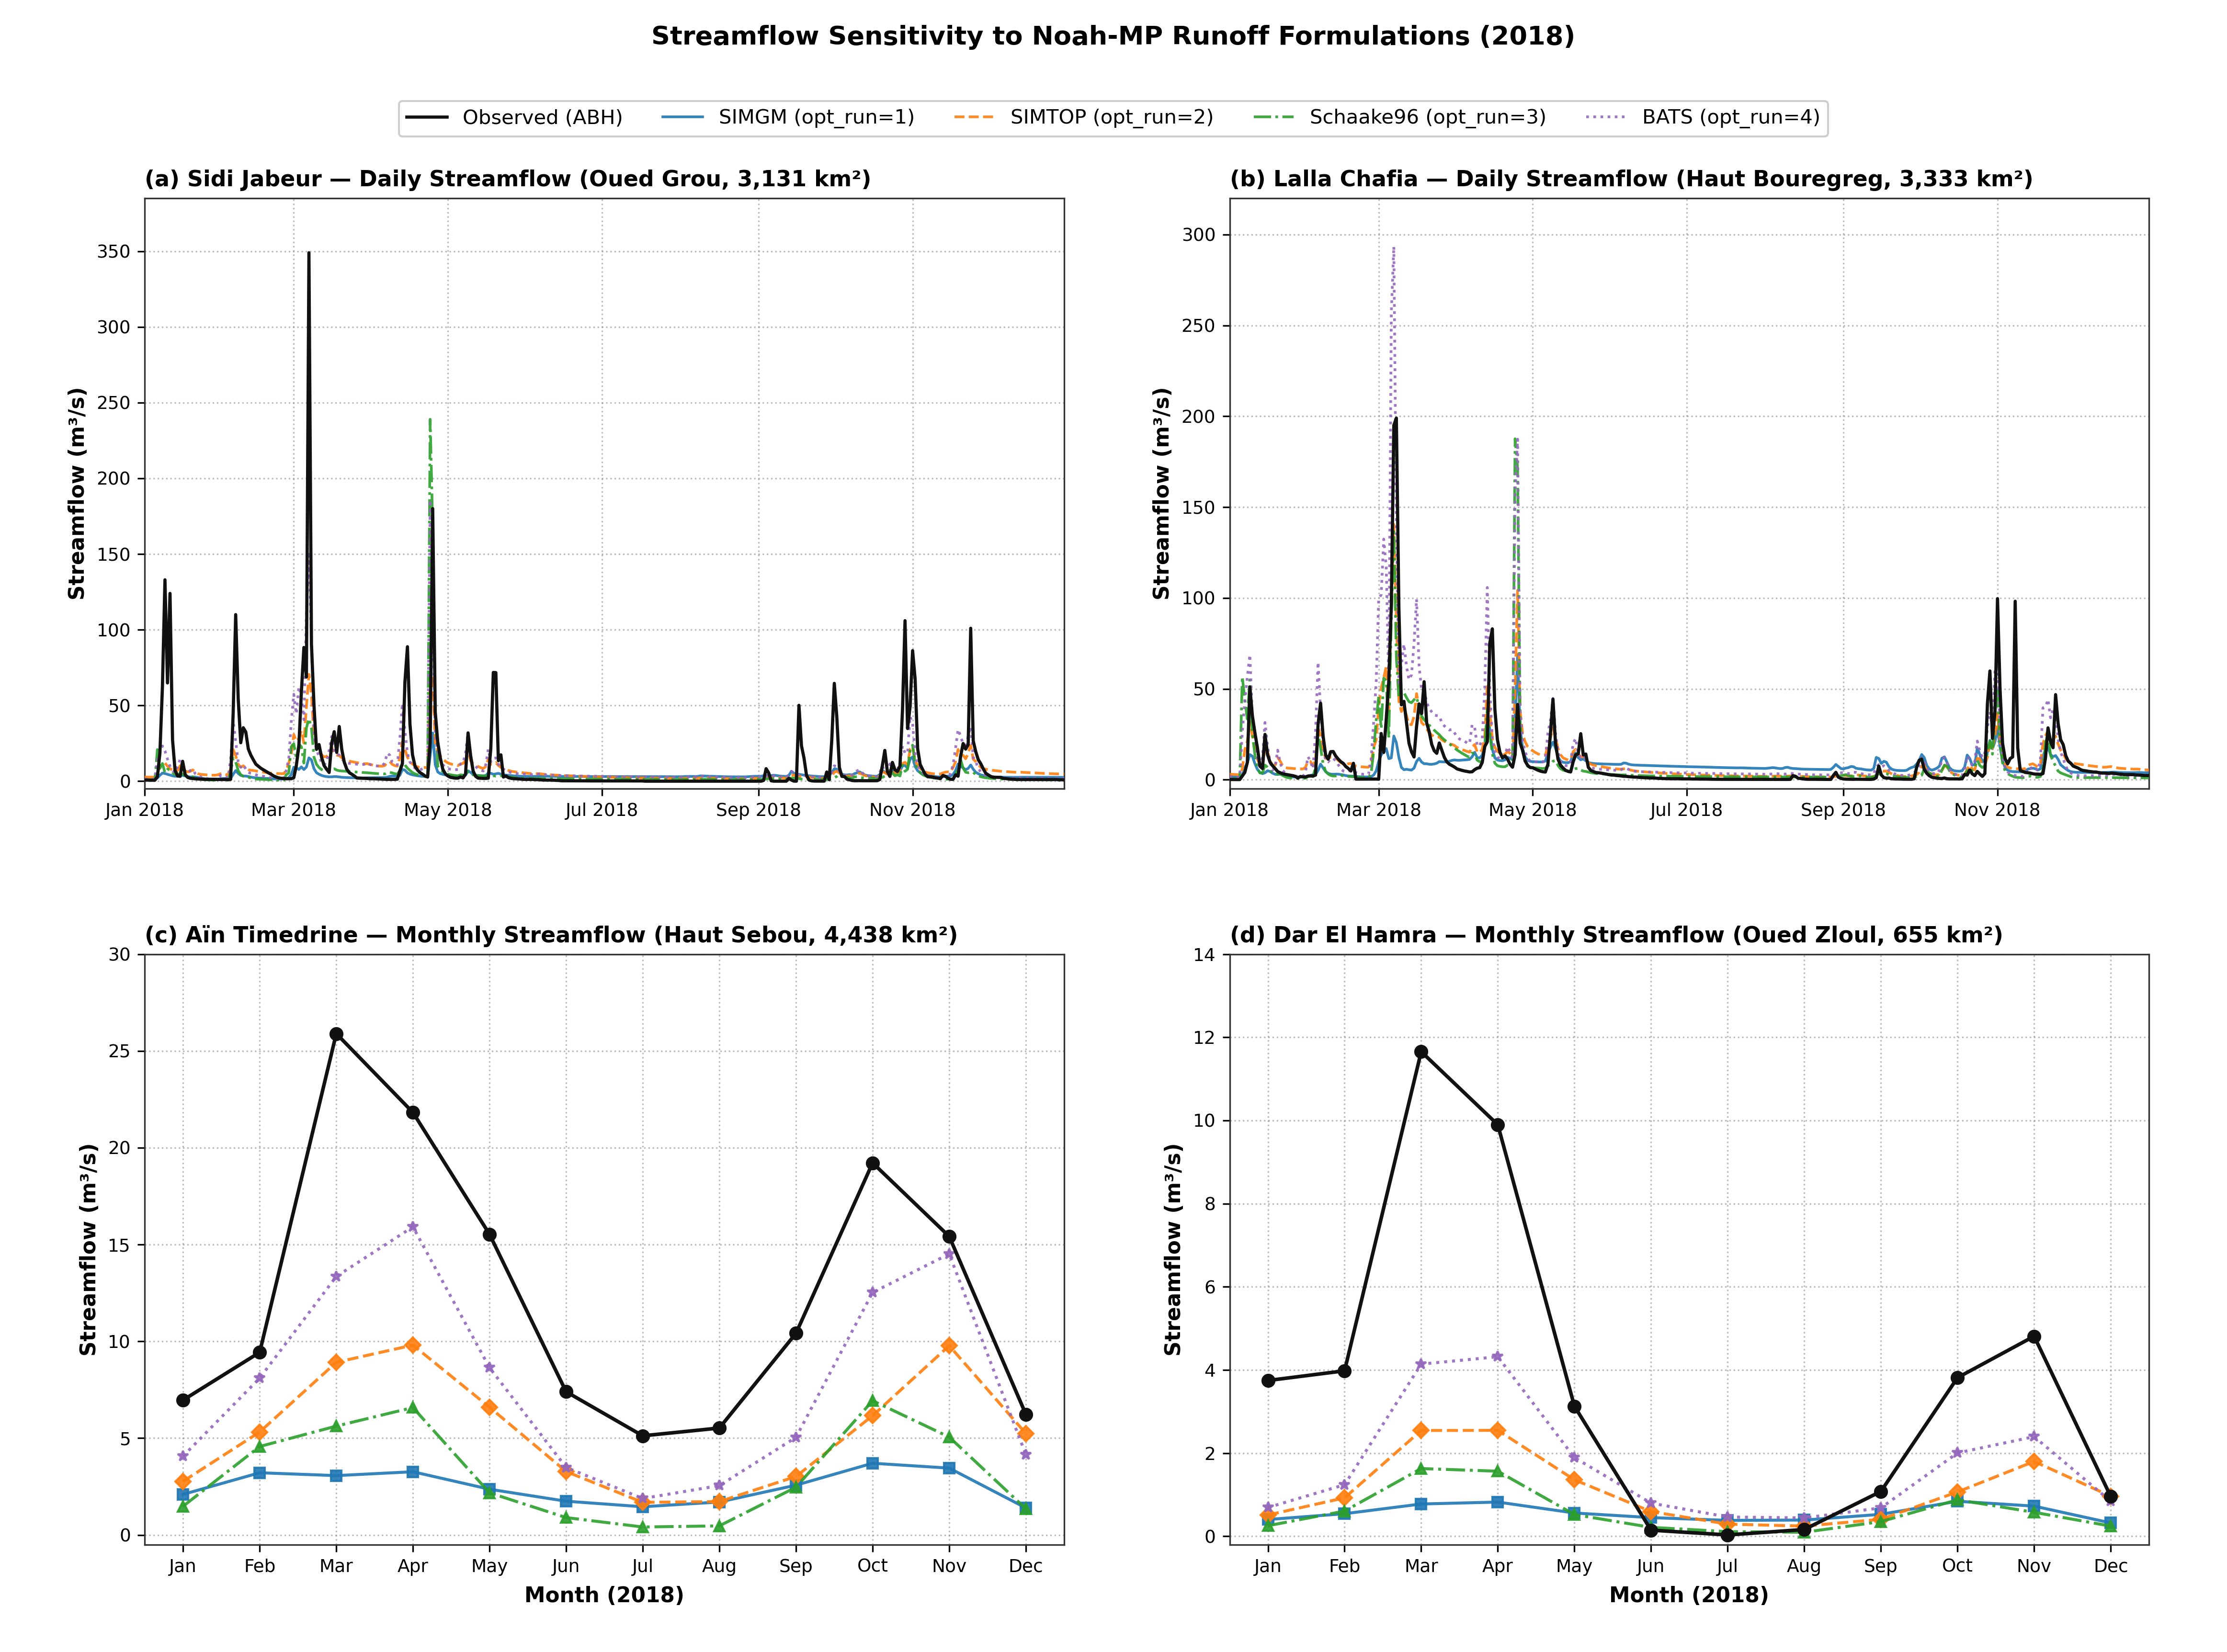 Streamflow Sensitivity to Noah-MP Runoff Formulations (2018)
Observed (ABH) SIMGM (opt_run=1) SIMTOP (opt_run=2) Schaake96 (opt_run=3) BATS (opt_run=4)
(a) Sidi Jabeur — Daily Streamflow (Oued Grou, 3,131 km²)
Streamflow (m³/s)
350
300
250
200
150
100
50
0
Jan 2018 Mar 2018 May 2018 Jul 2018 Sep 2018 Nov 2018
(b) Lalla Chafia — Daily Streamflow (Haut Bouregreg, 3,333 km²)
Streamflow (m³/s)
300
250
200
150
100
50
0
Jan 2018 Mar 2018 May 2018 Jul 2018 Sep 2018 Nov 2018
(c) Aïn Timedrine — Monthly Streamflow (Haut Sebou, 4,438 km²)
Streamflow (m³/s)
30
25
20
15
10
5
0
Jan Feb Mar Apr May Jun Jul Aug Sep Oct Nov Dec
Month (2018)
(d) Dar El Hamra — Monthly Streamflow (Oued Zloul, 655 km²)
Streamflow (m³/s)
14
12
10
8
6
4
2
0
Jan Feb Mar Apr May Jun Jul Aug Sep Oct Nov Dec
Month (2018)